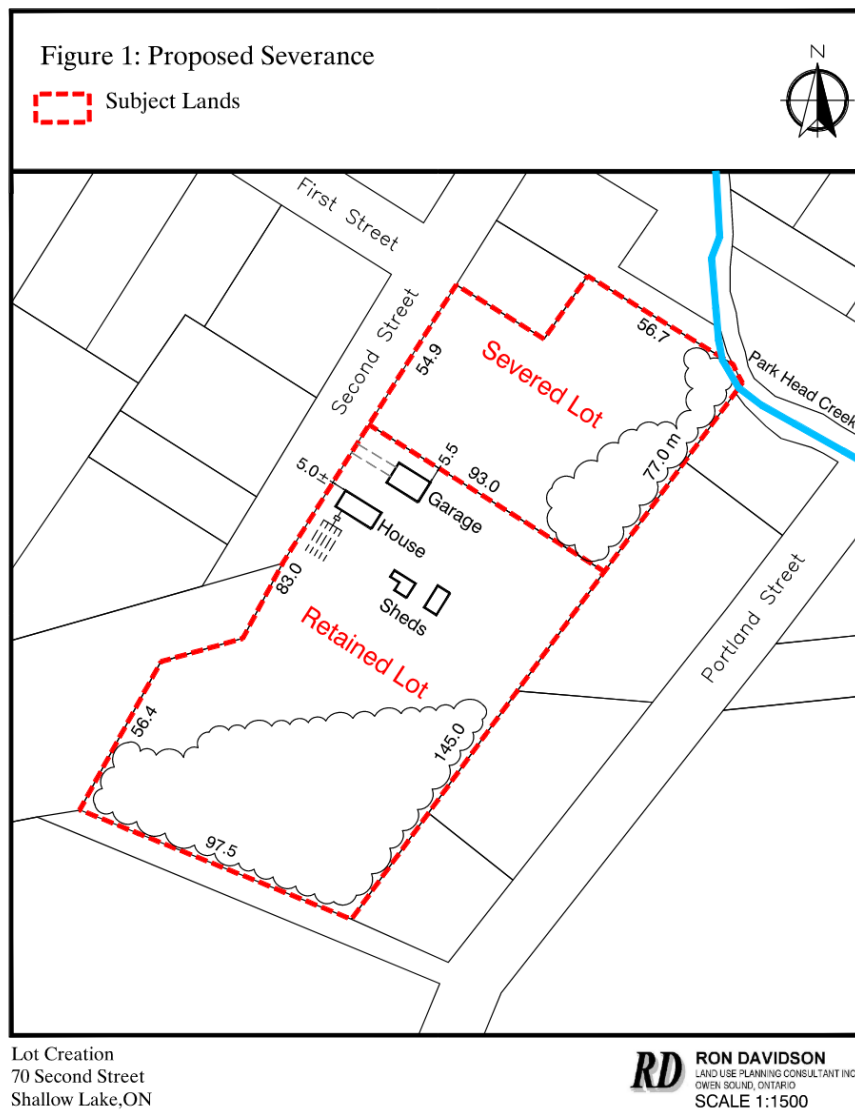 Figure 1: Proposed Severance
Subject Lands
N
First Street
Second Street
54.9
56.7
Severed Lot
Park Head Creek
77.0 m
5.5
93.0
5.0±
Garage
House
83.0
Sheds
Retained Lot
Portland Street
56.4
145.0
97.5
Lot Creation
70 Second Street
Shallow Lake,ON
RD
RON DAVIDSON
LAND USE PLANNING CONSULTANT INC
OWEN SOUND, ONTARIO
SCALE 1:1500